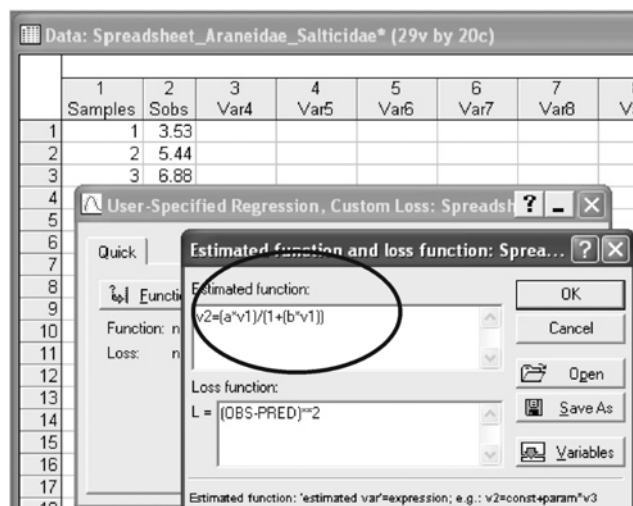 Data: Spreadsheet_Araneidae_Salticidae* (29v by 20c)
1 2 3 4 5 6 7
Samples Sobs Var4 Var5 Var6 Var7 Var8
1 1 3.53
2 2 5.44
3 3 6.88
4
User-Specified Regression, Custom Loss: Spreadsh
5
6
Quick
Estimated function and loss function: Sprea...
7
8
Estimated function:
OK
9
Functi
v2=(a*v1)/(1+(b*v1))
10
Function: n
Cancel
11
Loss: n
12
Open
13
Loss function:
Save As
14
L = (OBS-PRED)**2
15
16
Variables
17
Estimated function: 'estimated var'=expression; e.g.: v2=const+param*v3